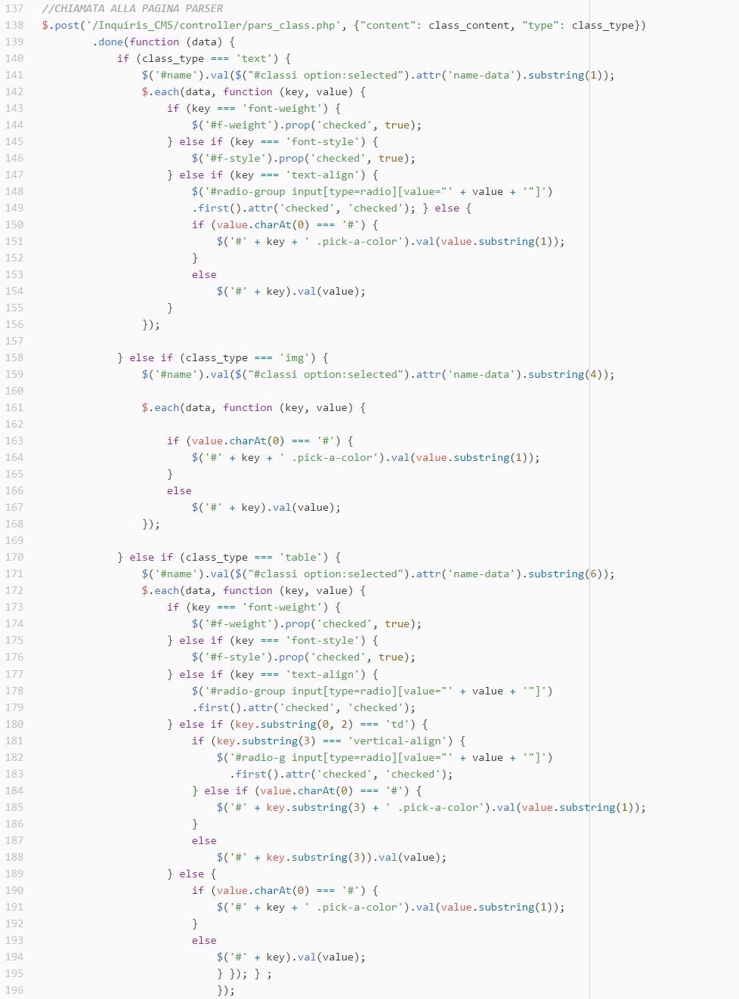 137 //CHIAMATA ALLA PAGINA PARSER
138 $.post('/Inquiris_CMS/controller/pars_class.php', {"content": class_content, "type": class_type})
139         .done(function (data) {
140             if (class_type === 'text') {
141                 $('#name').val($("#classi option:selected").attr('name-data').substring(1));
142                 $.each(data, function (key, value) {
143                     if (key === 'font-weight') {
144                         $('#f-weight').prop('checked', true);
145                     } else if (key === 'font-style') {
146                         $('#f-style').prop('checked', true);
147                     } else if (key === 'text-align') {
148                         $('#radio-group input[type=radio][value="' + value + '"]')
149                         .first().attr('checked', 'checked'); } else {
150                         if (value.charAt(0) === '#') {
151                             $('#' + key + ' .pick-a-color').val(value.substring(1));
152                         }
153                         else
154                             $('#' + key).val(value);
155                     }
156                 });
157
158             } else if (class_type === 'img') {
159                 $('#name').val($("#classi option:selected").attr('name-data').substring(4));
160
161                 $.each(data, function (key, value) {
162
163                     if (value.charAt(0) === '#') {
164                         $('#' + key + ' .pick-a-color').val(value.substring(1));
165                     }
166                     else
167                         $('#' + key).val(value);
168                 });
169
170             } else if (class_type === 'table') {
171                 $('#name').val($("#classi option:selected").attr('name-data').substring(6));
172                 $.each(data, function (key, value) {
173                     if (key === 'font-weight') {
174                         $('#f-weight').prop('checked', true);
175                     } else if (key === 'font-style') {
176                         $('#f-style').prop('checked', true);
177                     } else if (key === 'text-align') {
178                         $('#radio-group input[type=radio][value="' + value + '"]')
179                         .first().attr('checked', 'checked');
180                     } else if (key.substring(0, 2) === 'td') {
181                         if (key.substring(3) === 'vertical-align') {
182                             $('#radio-g input[type=radio][value="' + value + '"]')
183                               .first().attr('checked', 'checked');
184                         } else if (value.charAt(0) === '#') {
185                             $('#' + key.substring(3) + ' .pick-a-color').val(value.substring(1));
186                         }
187                         else
188                             $('#' + key.substring(3)).val(value);
189                     } else {
190                         if (value.charAt(0) === '#') {
191                             $('#' + key + ' .pick-a-color').val(value.substring(1));
192                         }
193                         else
194                             $('#' + key).val(value);
195                             } }); } ;
196                             });